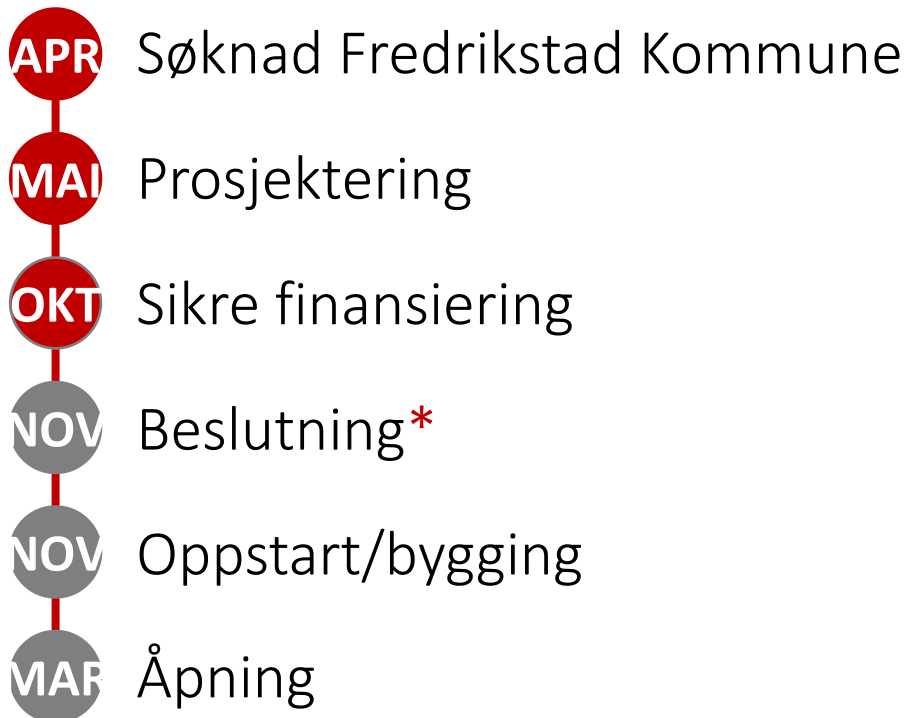 APR Søknad Fredrikstad Kommune
MAI Prosjektering
OKT Sikre finansiering
NOV Beslutning*
NOV Oppstart/bygging
MAR Åpning